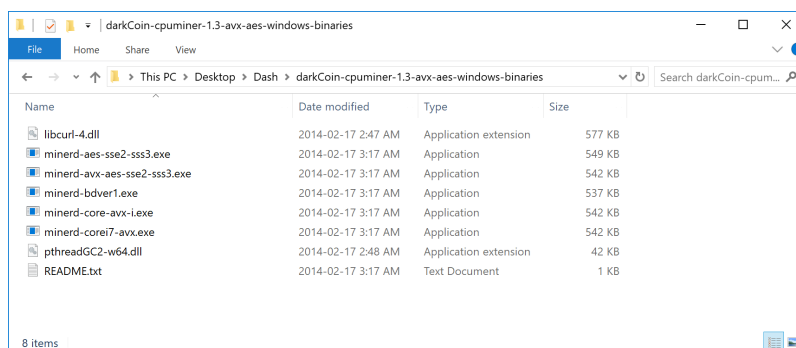 darkCoin-cpuminer-1.3-avx-aes-windows-binaries
File Home Share View
This PC Desktop Dash darkCoin-cpuminer-1.3-avx-aes-windows-binaries Search darkCoin-cpum...
Name Date modified Type Size
libcurl-4.dll 2014-02-17 2:47 AM Application extension 577 KB
minerd-aes-sse2-sss3.exe 2014-02-17 3:17 AM Application 549 KB
minerd-avx-aes-sse2-sss3.exe 2014-02-17 3:17 AM Application 542 KB
minerd-bdver1.exe 2014-02-17 3:17 AM Application 537 KB
minerd-core-avx-i.exe 2014-02-17 3:17 AM Application 542 KB
minerd-corei7-avx.exe 2014-02-17 3:17 AM Application 542 KB
pthreadGC2-w64.dll 2014-02-17 2:48 AM Application extension 42 KB
README.txt 2014-02-17 3:17 AM Text Document 1 KB
8 items